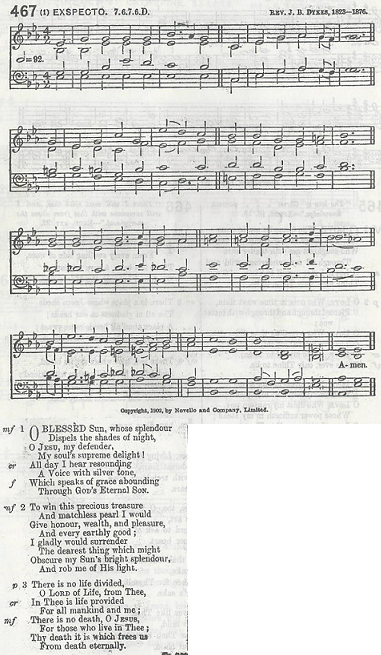 467 (1) EXSPECTO. 7.6.7.6.D. REV. J. B. DYKES, 1823—1876.
=92.
A-men.
Copyright, 1902, by Novello and Company, Limited.
mf 1 O BLESSÈD Sun, whose splendour
Dispels the shades of night,
O JESU, my defender,
My soul's supreme delight!
cr All day I hear resounding
A Voice with silver tone,
f Which speaks of grace abounding
Through GOD'S Eternal SON.
mf 2 To win this precious treasure
And matchless pearl I would
Give honour, wealth, and pleasure,
And every earthly good;
I gladly would surrender
The dearest thing which might
Obscure my Sun's bright splendour,
And rob me of His light.
p 3 There is no life divided,
O LORD of Life, from Thee,
cr In Thee is life provided
For all mankind and me;
mf There is no death, O JESUS,
For those who live in Thee;
Thy death it is which frees us
From death eternally.